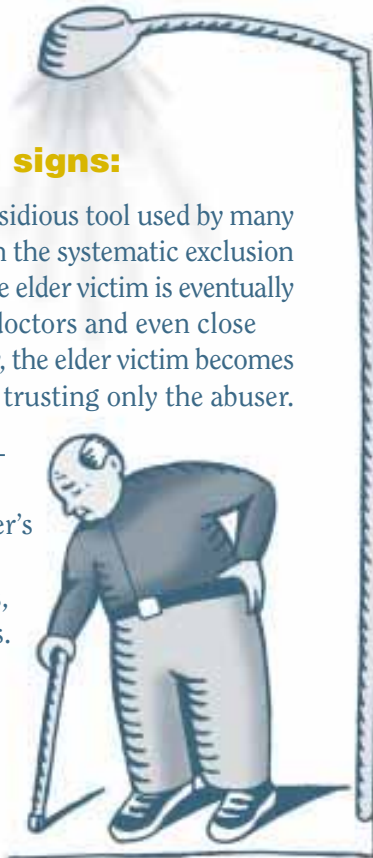 signs:
sidious tool used by many
the systematic exclusion
e elder victim is eventually
doctors and even close
, the elder victim becomes
trusting only the abuser.
–
er's
,
s.